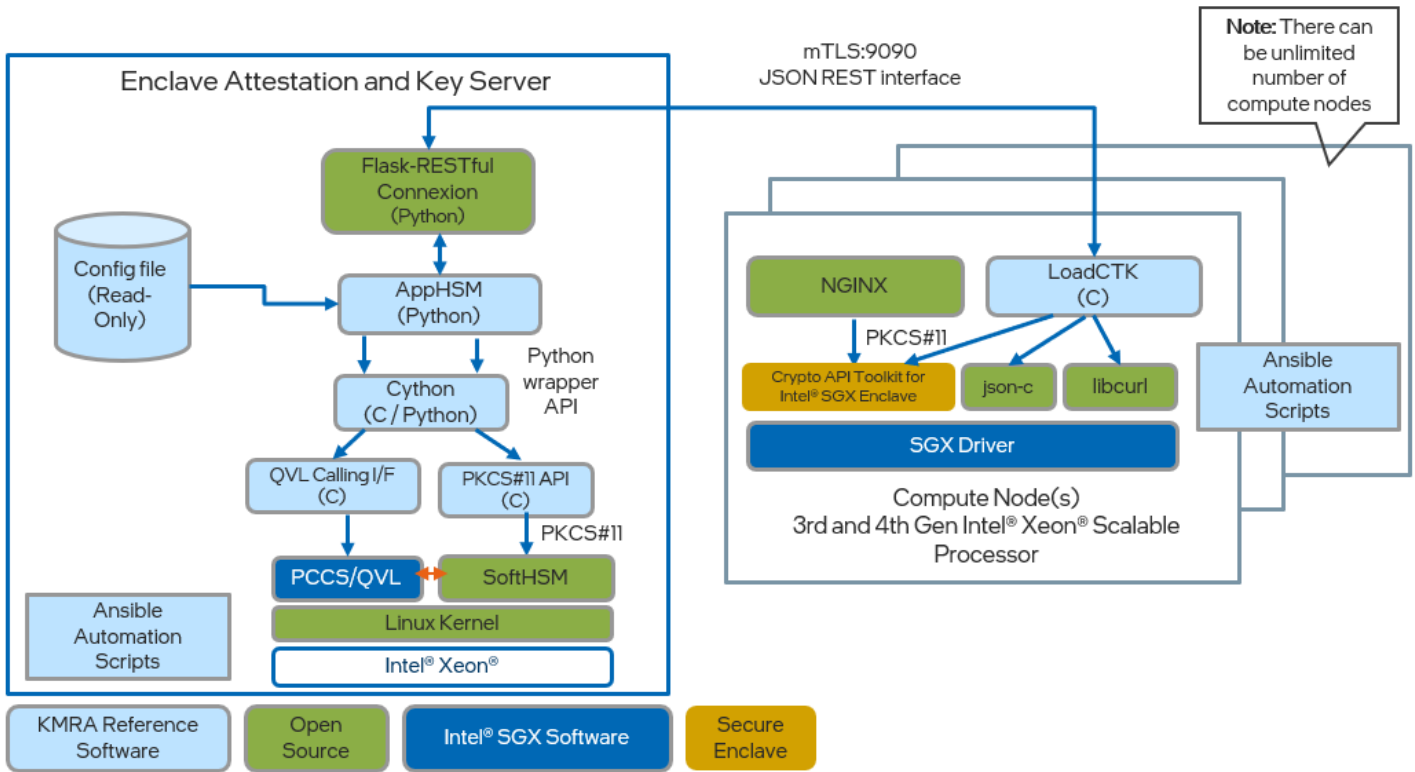 Note: There can
be unlimited
number of
compute nodes
mTLS:9090
JSON REST interface
Enclave Attestation and Key Server
Flask-RESTful
Connexion
(Python)
Config file
(Read-
Only)
AppHSM
(Python)
Python
wrapper
API
Cython
(C / Python)
QVL Calling I/F
(C)
PKCS#11 API
(C)
PKCS#11
PCCS/QVL
SoftHSM
Linux Kernel
Intel® Xeon®
Ansible
Automation
Scripts
NGINX
LoadCTK
(C)
PKCS#11
Crypto API Toolkit for
Intel® SGX Enclave
json-c
libcurl
SGX Driver
Compute Node(s)
3rd and 4th Gen Intel® Xeon® Scalable
Processor
Ansible
Automation
Scripts
KMRA Reference
Software
Open
Source
Intel® SGX Software
Secure
Enclave